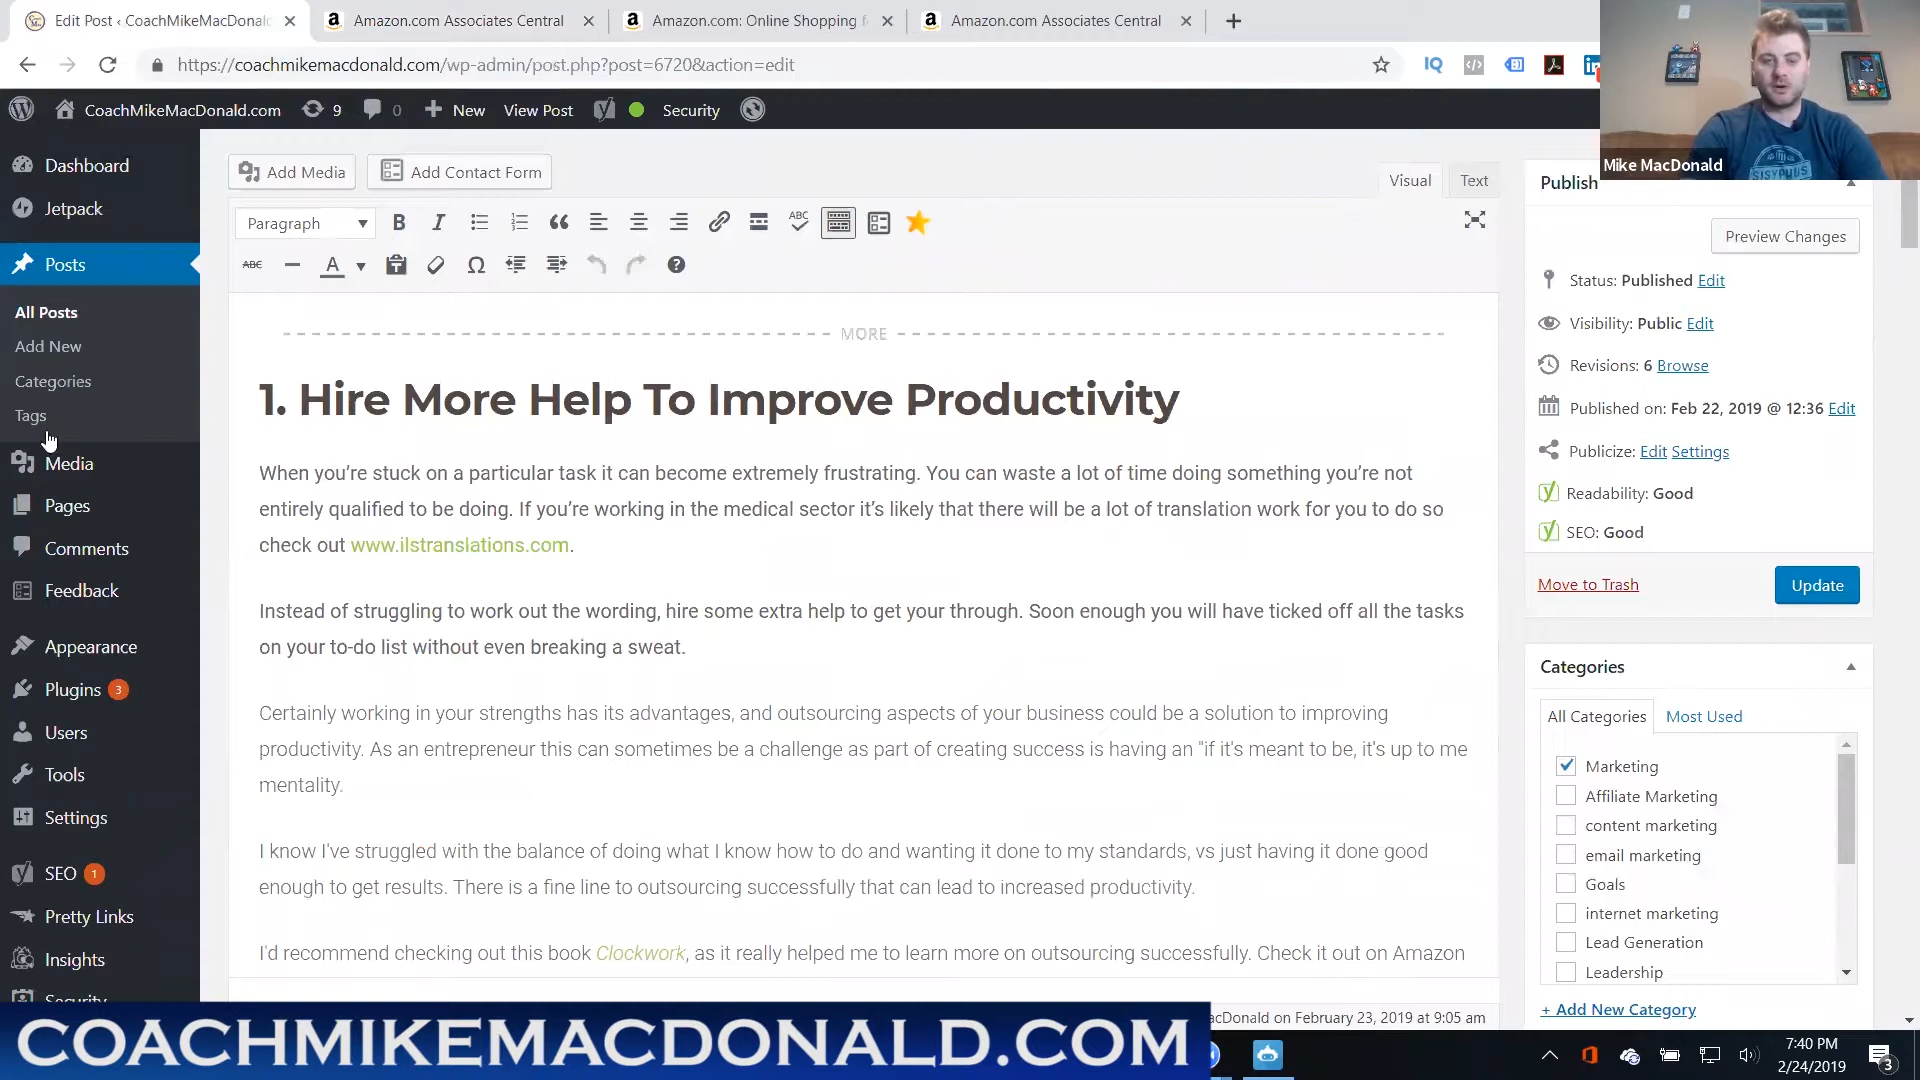 Edit Post ‹ CoachMikeMacDonald
Amazon.com Associates Central
Amazon.com: Online Shopping f
Amazon.com Associates Central
https://coachmikemacdonald.com/wp-admin/post.php?post=6720&action=edit
IQ
CoachMikeMacDonald.com
9
0
New
View Post
Security
Mike MacDonald
SISYPHUS
Dashboard
Jetpack
Posts
All Posts
Add New
Categories
Tags
Media
Pages
Comments
Feedback
Appearance
Plugins 3
Users
Tools
Settings
SEO 1
Pretty Links
Insights
Security
Add Media
Add Contact Form
Visual
Text
Paragraph
B
I
ABC
ABC
A
MORE
1. Hire More Help To Improve Productivity
When you’re stuck on a particular task it can become extremely frustrating. You can waste a lot of time doing something you’re not
entirely qualified to be doing. If you’re working in the medical sector it’s likely that there will be a lot of translation work for you to do so
check out www.ilstranslations.com.
Instead of struggling to work out the wording, hire some extra help to get your through. Soon enough you will have ticked off all the tasks
on your to-do list without even breaking a sweat.
Certainly working in your strengths has its advantages, and outsourcing aspects of your business could be a solution to improving
productivity. As an entrepreneur this can sometimes be a challenge as part of creating success is having an "if it's meant to be, it's up to me
mentality.
I know I've struggled with the balance of doing what I know how to do and wanting it done to my standards, vs just having it done good
enough to get results. There is a fine line to outsourcing successfully that can lead to increased productivity.
I'd recommend checking out this book Clockwork, as it really helped me to learn more on outsourcing successfully. Check it out on Amazon
acDonald on February 23, 2019 at 9:05 am
Publish
Preview Changes
Status: Published Edit
Visibility: Public Edit
Revisions: 6 Browse
Published on: Feb 22, 2019 @ 12:36 Edit
Publicize: Edit Settings
Readability: Good
SEO: Good
Move to Trash
Update
Categories
All Categories
Most Used
Marketing
Affiliate Marketing
content marketing
email marketing
Goals
internet marketing
Lead Generation
Leadership
+ Add New Category
COACHMIKEMACDONALD.COM
7:40 PM
2/24/2019
3